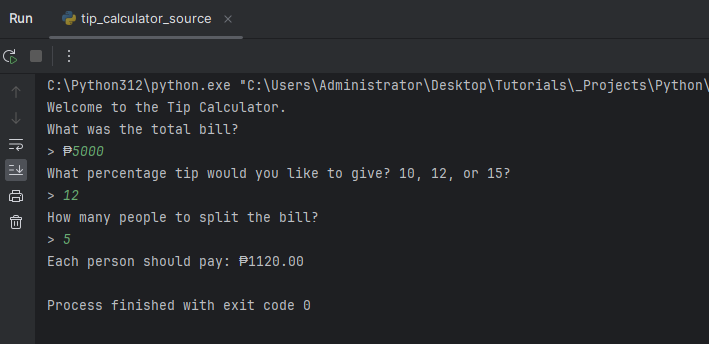 Run tip_calculator_source
C:\Python312\python.exe "C:\Users\Administrator\Desktop\Tutorials\_Projects\Python\
Welcome to the Tip Calculator.
What was the total bill?
> ₱5000
What percentage tip would you like to give? 10, 12, or 15?
> 12
How many people to split the bill?
> 5
Each person should pay: ₱1120.00
Process finished with exit code 0